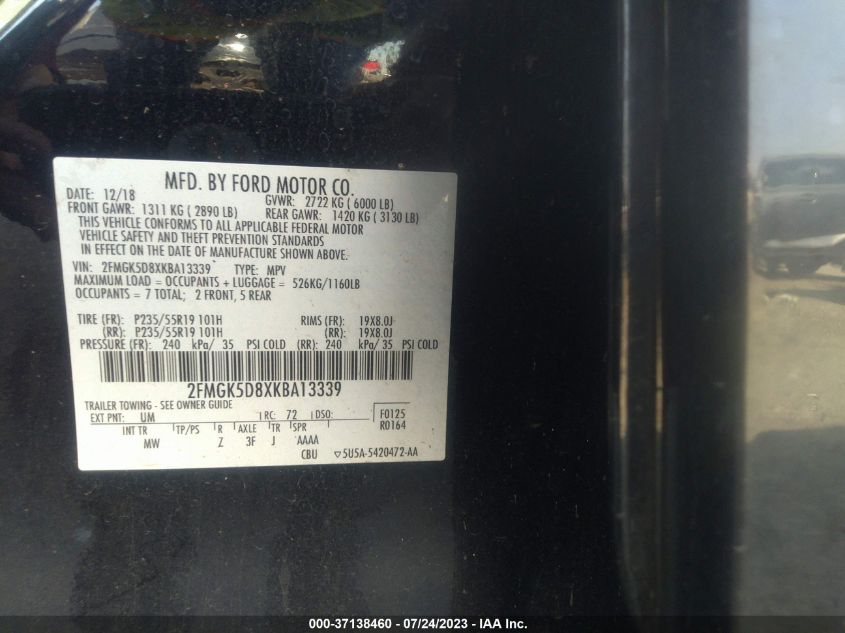 MFD. BY FORD MOTOR CO.
DATE: 12/18 GVWR: 2722 KG ( 6000 LB)
FRONT GAWR: 1311 KG ( 2890 LB) REAR GAWR: 1420 KG ( 3130 LB)
THIS VEHICLE CONFORMS TO ALL APPLICABLE FEDERAL MOTOR
VEHICLE SAFETY AND THEFT PREVENTION STANDARDS
IN EFFECT ON THE DATE OF MANUFACTURE SHOWN ABOVE.
VIN: 2FMGK5D8XKBA13339 TYPE: MPV
MAXIMUM LOAD = OCCUPANTS + LUGGAGE = 526KG/1160LB
OCCUPANTS = 7 TOTAL; 2 FRONT, 5 REAR
TIRE (FR): P235/55R19 101H RIMS (FR): 19X8.0J
(RR): P235/55R19 101H (RR): 19X8.0J
PRESSURE (FR): 240 kPa/ 35 PSI COLD (RR): 240 kPa/ 35 PSI COLD
2FMGK5D8XKBA13339
TRAILER TOWING - SEE OWNER GUIDE
EXT PNT: UM RC: 72 DSO: F0125
INT TR TP/PS R AXLE TR SPR R0164
MW Z 3F J AAAA
CBU ▽5U5A-5420472-AA
000-37138460 - 07/24/2023 - IAA Inc.